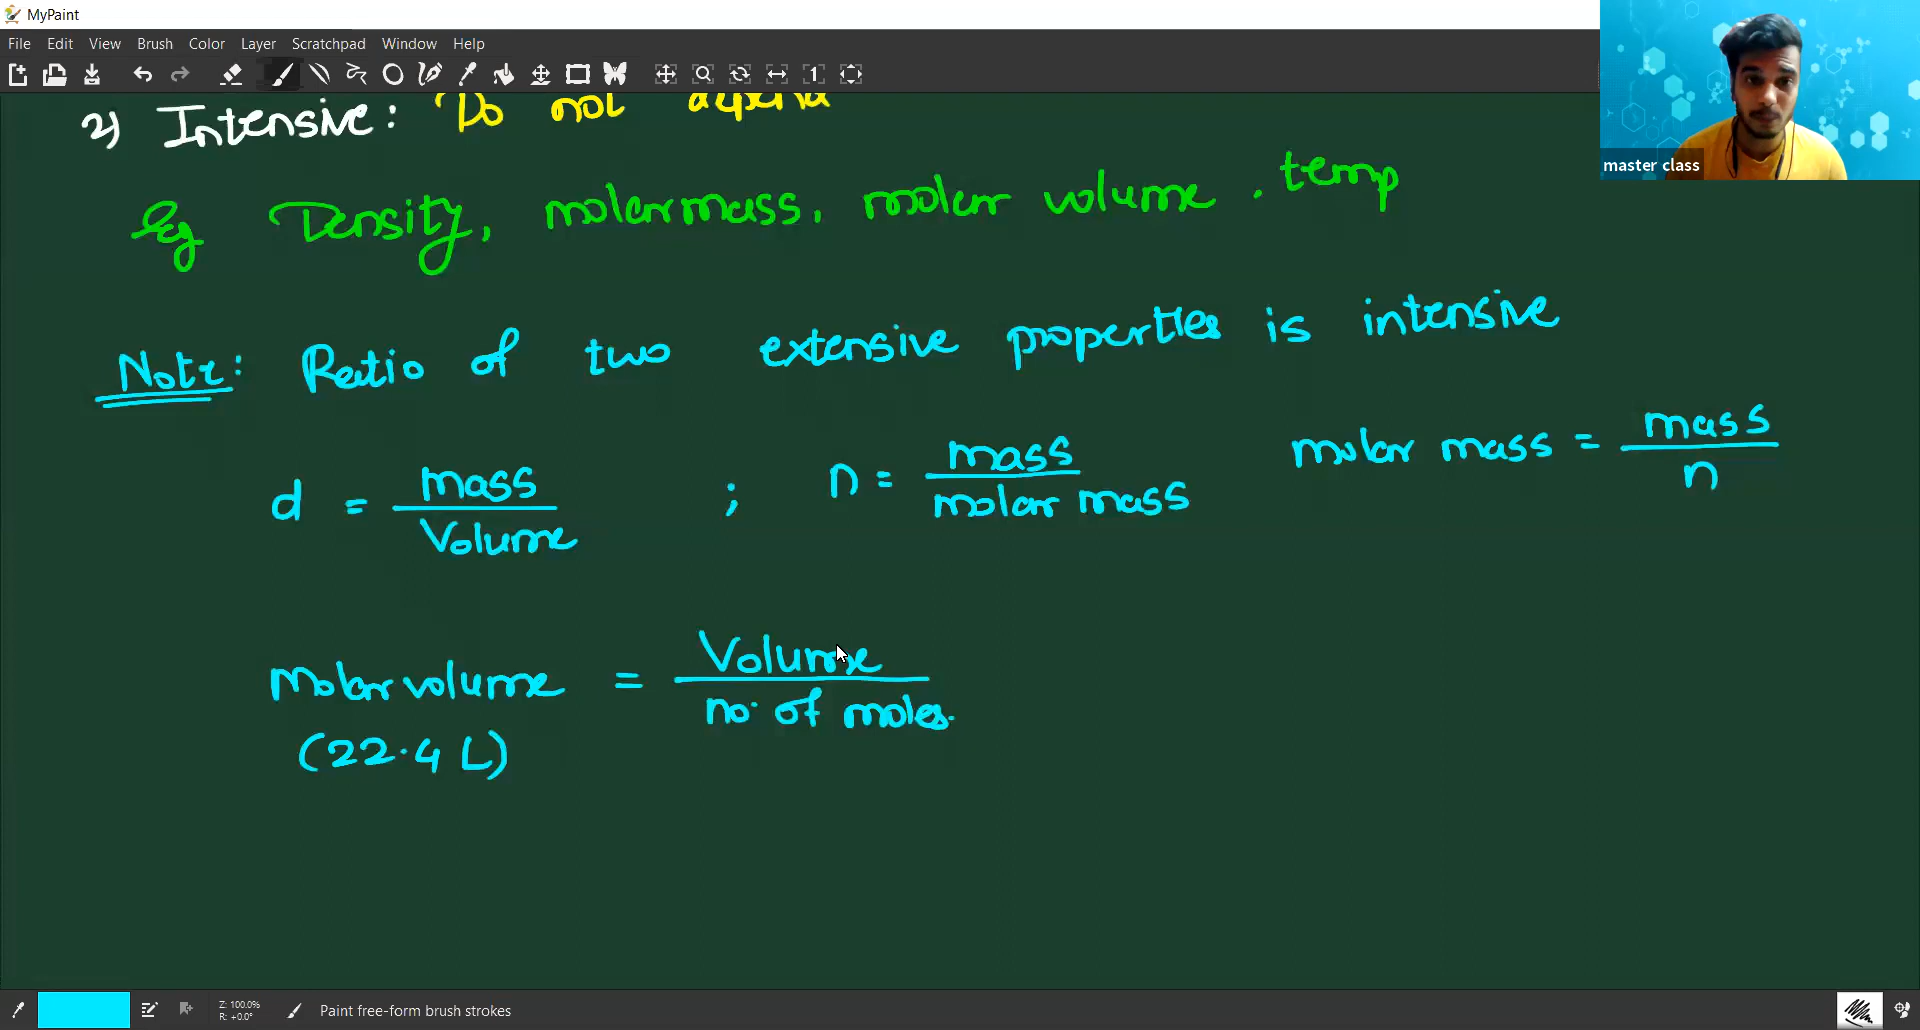 MyPaint
File Edit View Brush Color Layer Scratchpad Window Help
master class
2) Intensive: Do not depend
Eg Density, molarmass, molar volume. temp
Note: Ratio of two extensive properties is intensive
d = mass / Volume ; n = mass / molar mass molar mass = mass / n
Molar volume = Volume / no. of moles.
(22.4 L)
Z: 100.0%
R: +0.0°
Paint free-form brush strokes